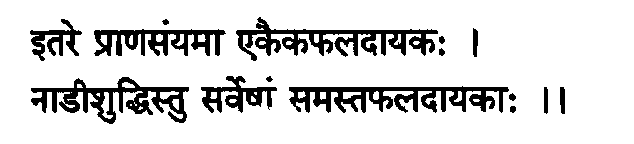 इतरे प्राणसंयमा एकैकफलदायकः ।
नाडीशुद्धिस्तु सर्वेषां समस्तफलदायकाः ।।